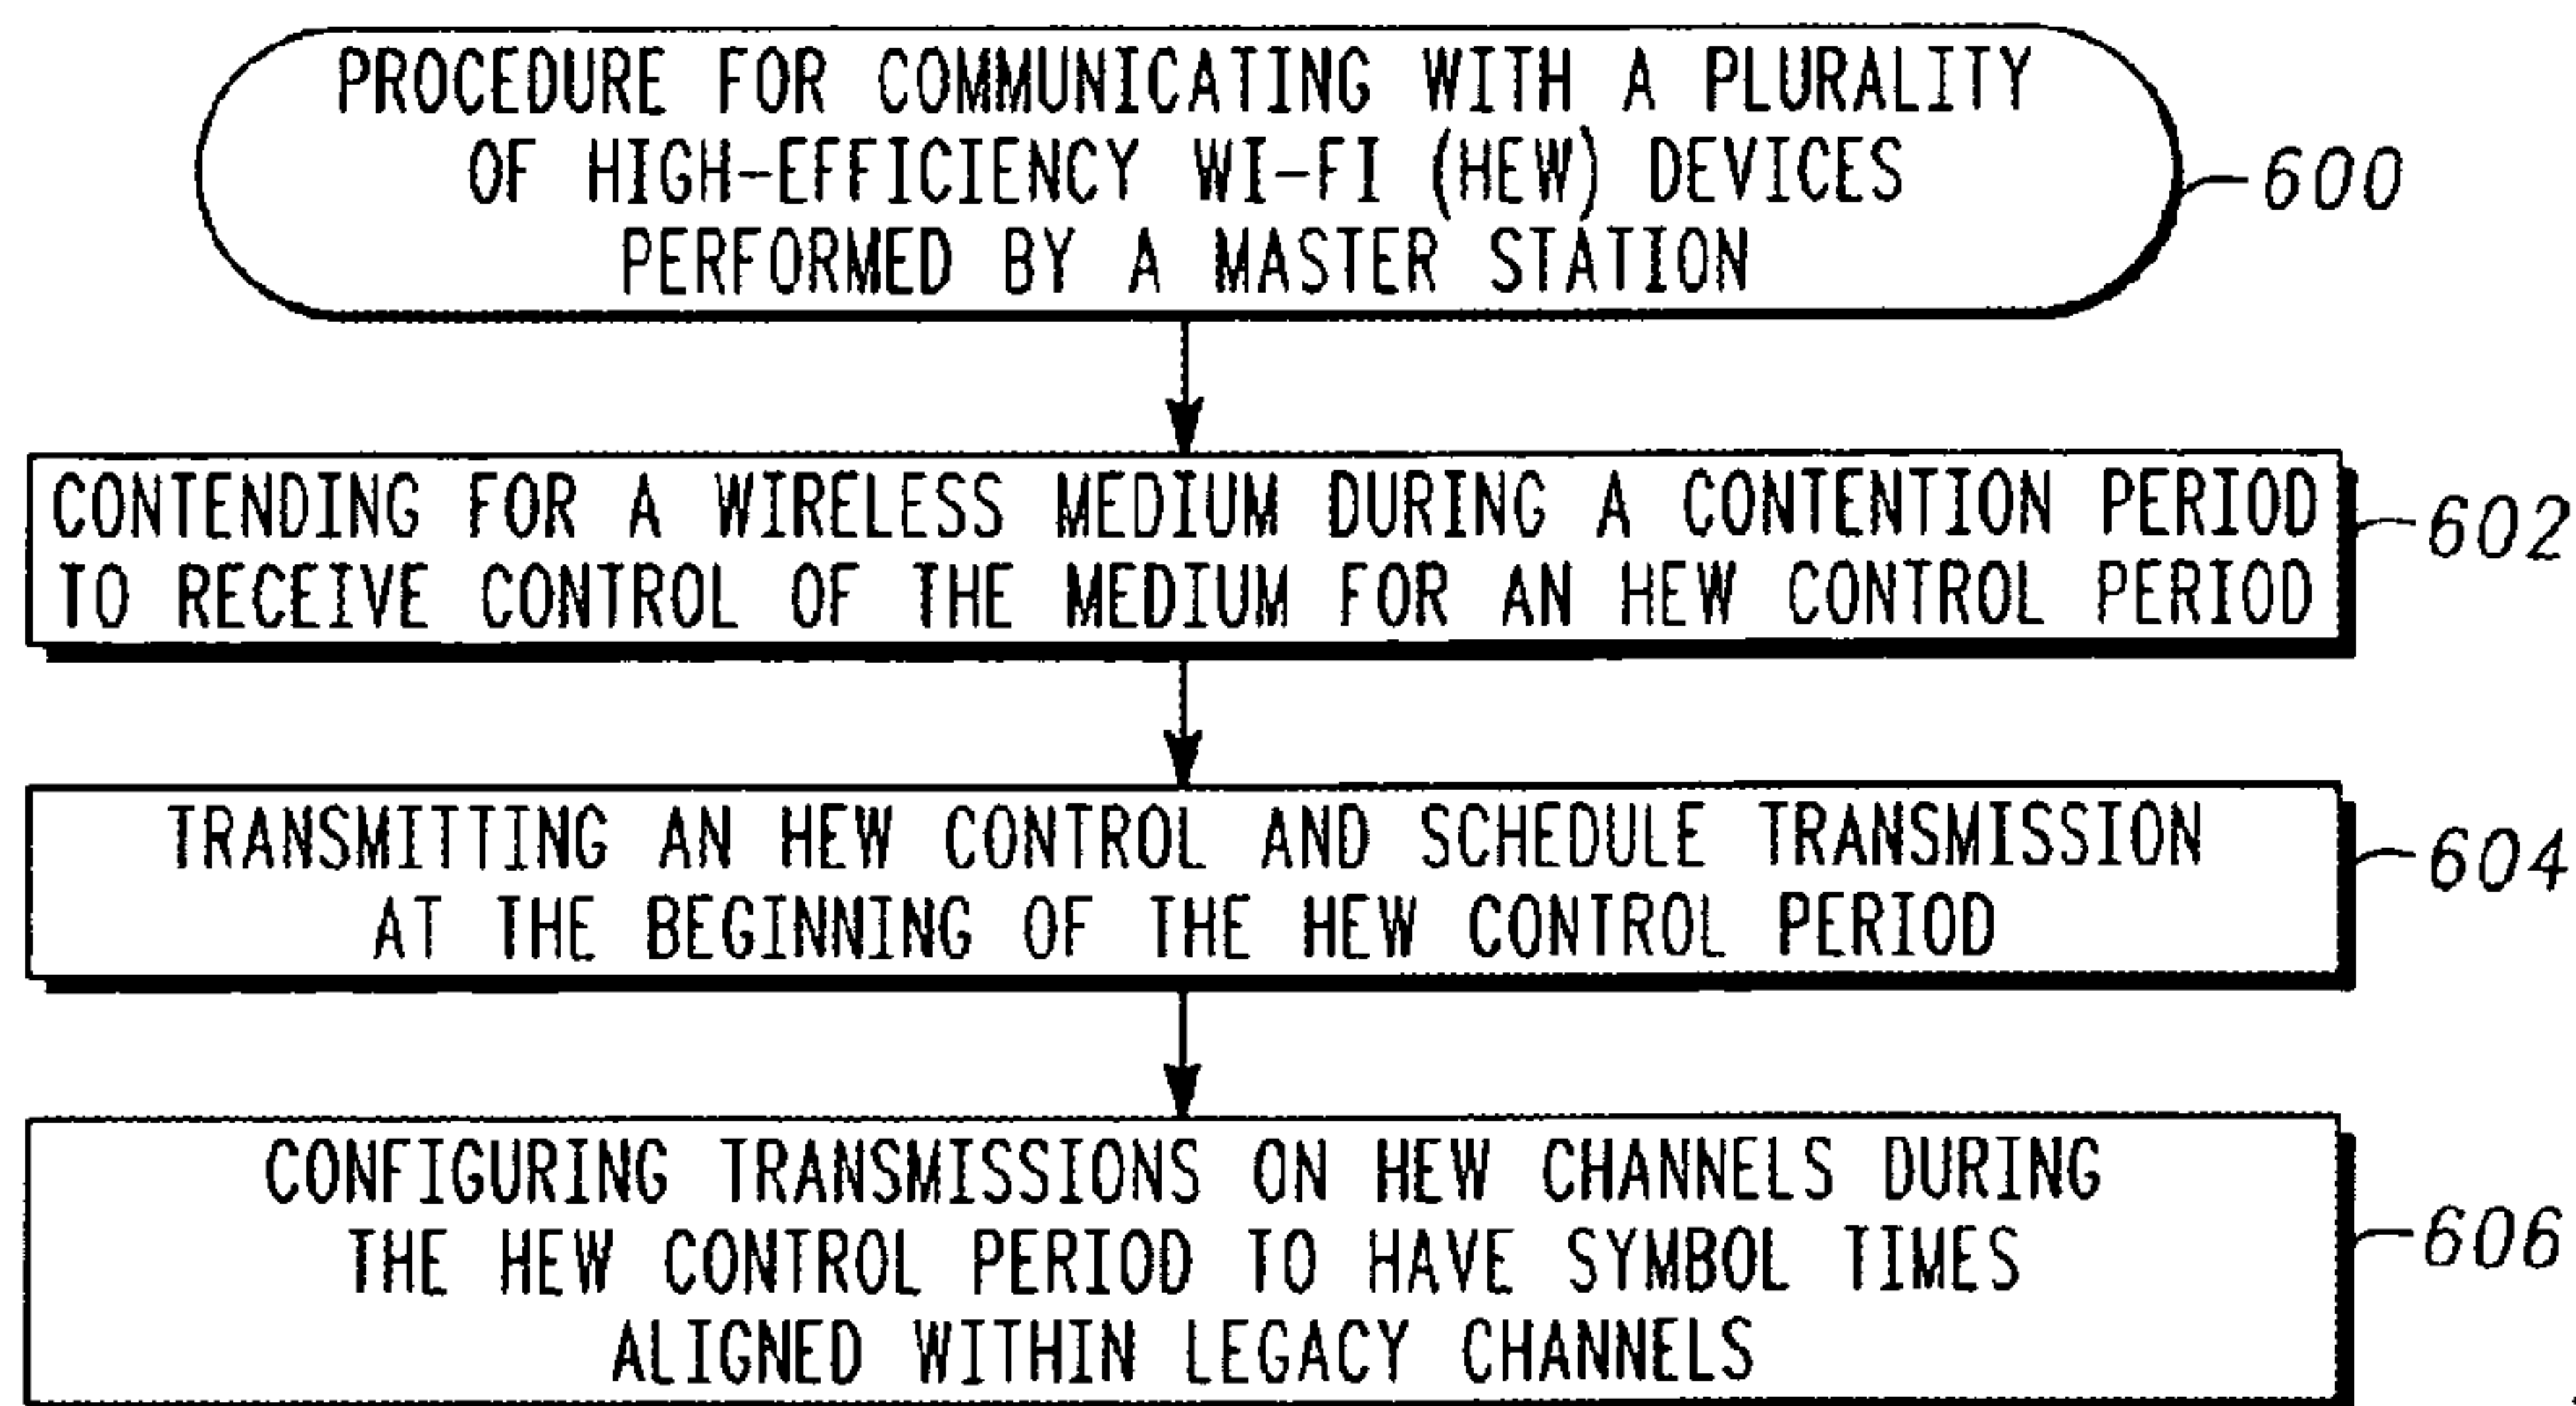 PROCEDURE FOR COMMUNICATING WITH A PLURALITY
OF HIGH-EFFICIENCY WI-FI (HEW) DEVICES
PERFORMED BY A MASTER STATION
600
CONTENDING FOR A WIRELESS MEDIUM DURING A CONTENTION PERIOD
TO RECEIVE CONTROL OF THE MEDIUM FOR AN HEW CONTROL PERIOD
602
TRANSMITTING AN HEW CONTROL AND SCHEDULE TRANSMISSION
AT THE BEGINNING OF THE HEW CONTROL PERIOD
604
CONFIGURING TRANSMISSIONS ON HEW CHANNELS DURING
THE HEW CONTROL PERIOD TO HAVE SYMBOL TIMES
ALIGNED WITHIN LEGACY CHANNELS
606